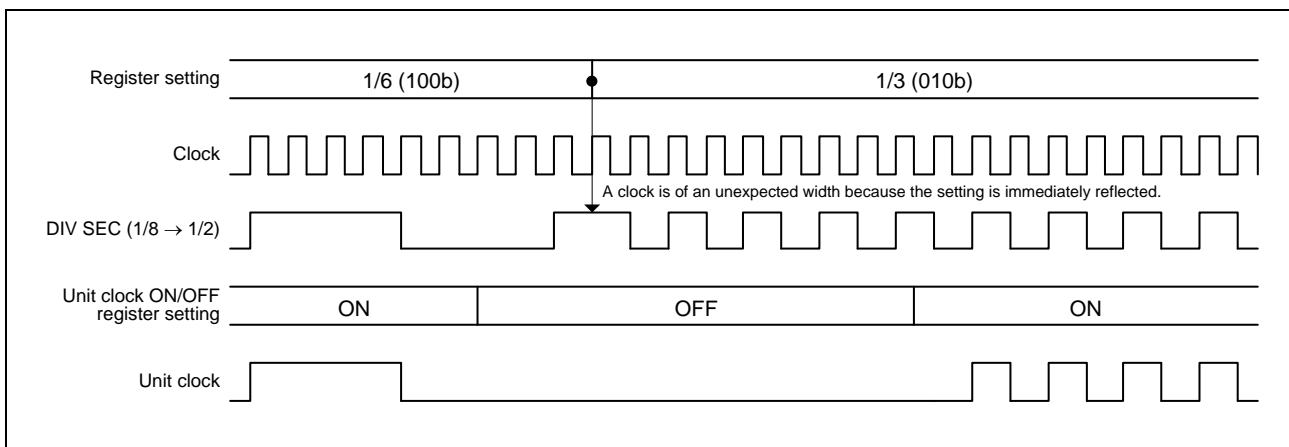 Register setting
1/6 (100b)
1/3 (010b)
Clock
A clock is of an unexpected width because the setting is immediately reflected.
DIV SEC (1/8 → 1/2)
Unit clock ON/OFF
register setting
ON
OFF
ON
Unit clock